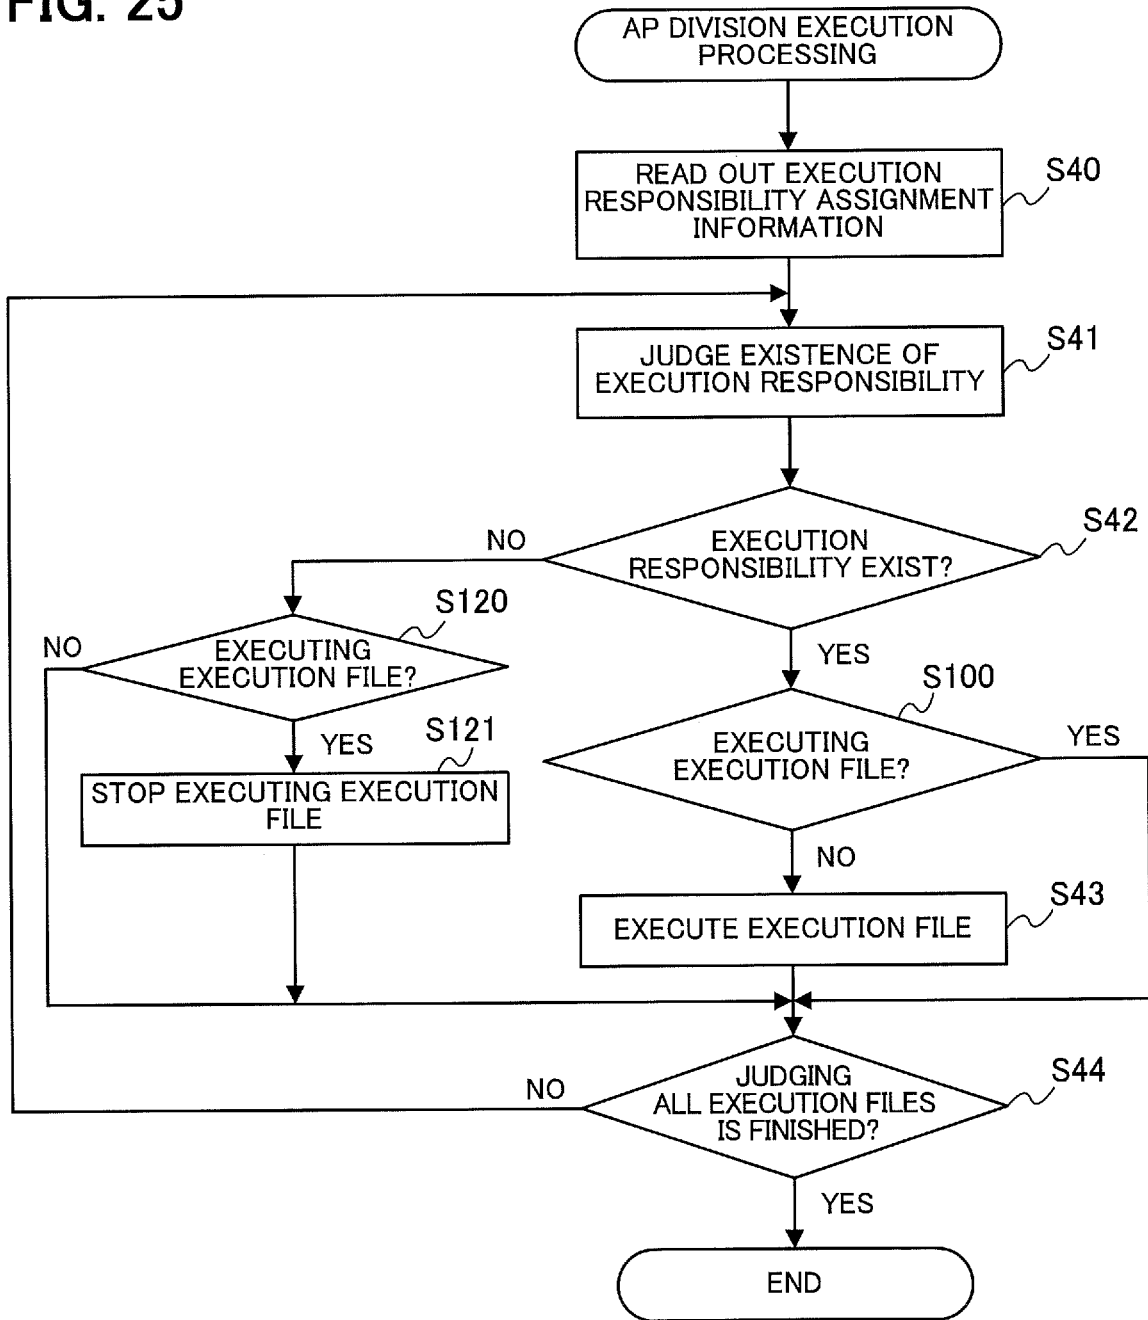 FIG. 25
AP DIVISION EXECUTION
PROCESSING
READ OUT EXECUTION
RESPONSIBILITY ASSIGNMENT
INFORMATION
S40
JUDGE EXISTENCE OF
EXECUTION RESPONSIBILITY
S41
EXECUTION
RESPONSIBILITY EXIST?
S42
NO
YES
EXECUTING
EXECUTION FILE?
S120
NO
YES
STOP EXECUTING EXECUTION
FILE
S121
EXECUTING
EXECUTION FILE?
S100
YES
NO
EXECUTE EXECUTION FILE
S43
JUDGING
ALL EXECUTION FILES
IS FINISHED?
S44
NO
YES
END